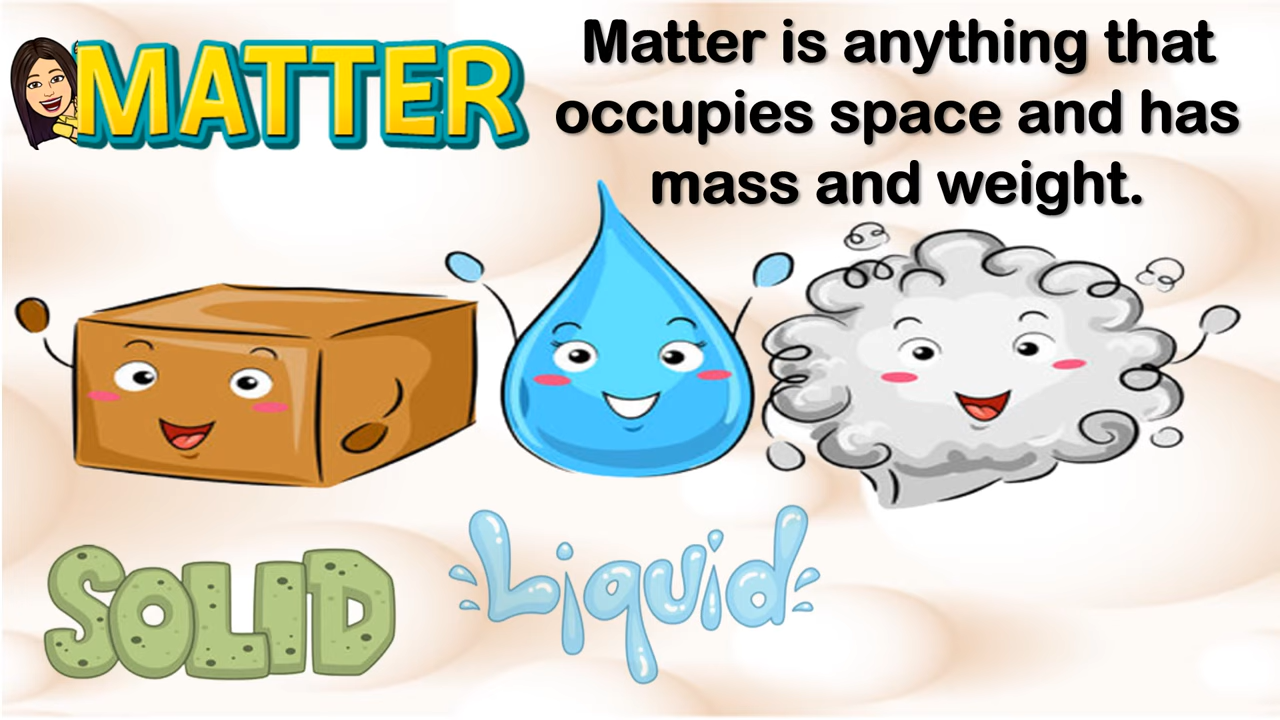 MATTER
Matter is anything that
occupies space and has
mass and weight.
SOLID
Liquid